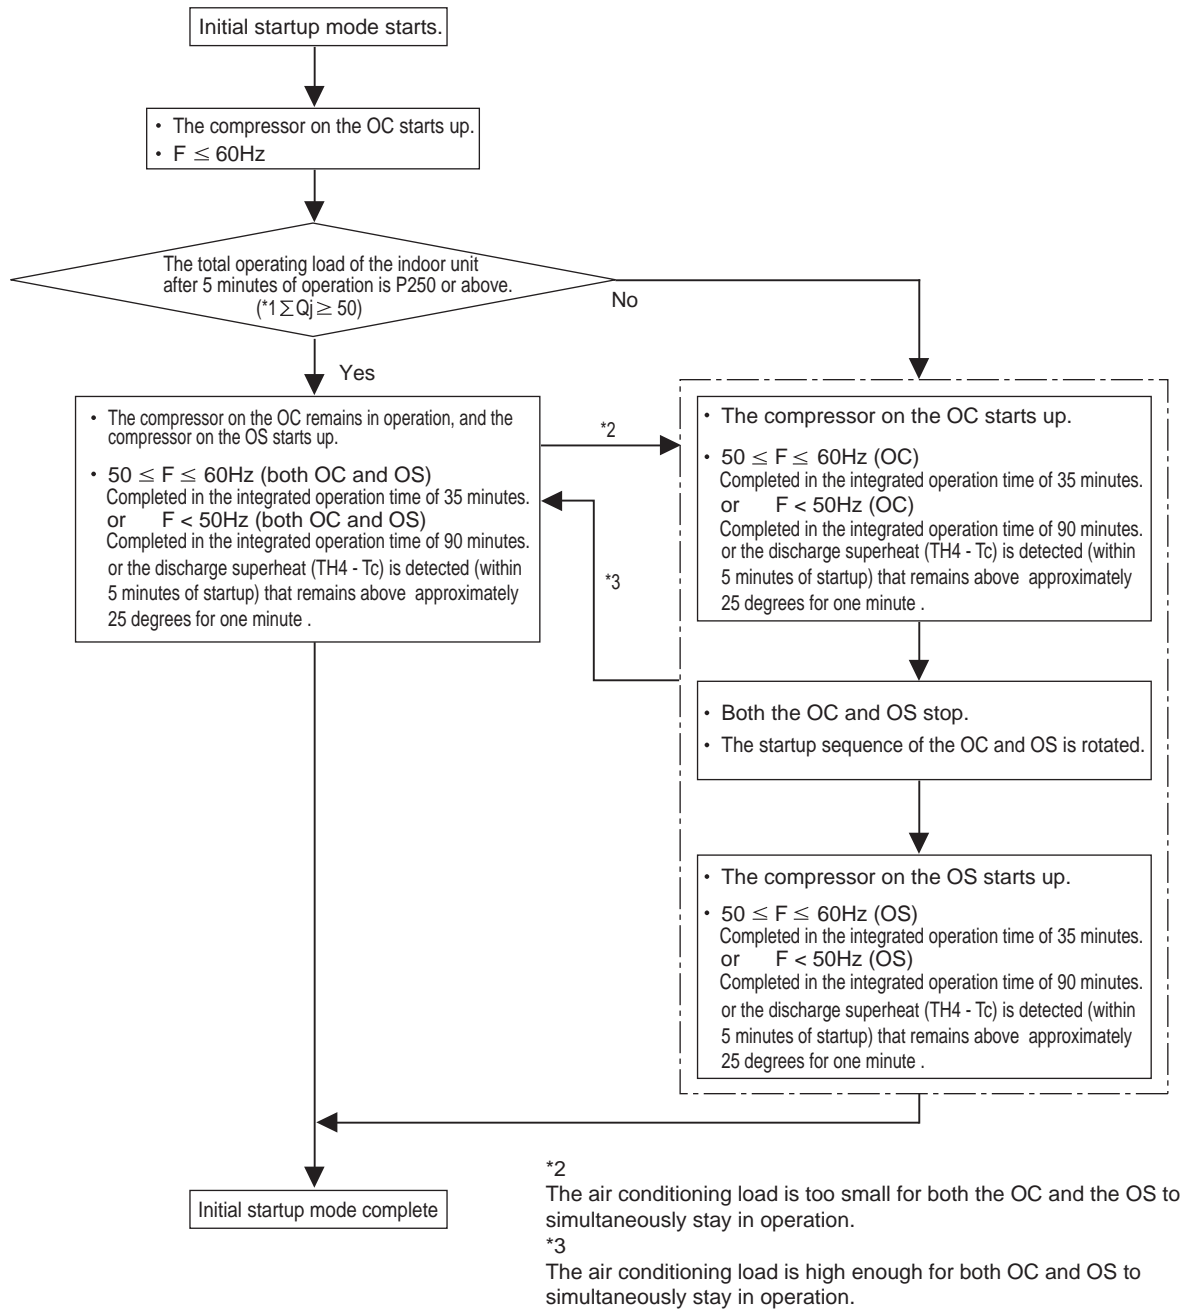 Initial startup mode starts.
• The compressor on the OC starts up.
• F ≤ 60Hz
The total operating load of the indoor unit
after 5 minutes of operation is P250 or above.
(*1∑Qj ≥ 50)
No
Yes
• The compressor on the OC remains in operation, and the
compressor on the OS starts up.
• 50 ≤ F ≤ 60Hz (both OC and OS)
Completed in the integrated operation time of 35 minutes.
or F < 50Hz (both OC and OS)
Completed in the integrated operation time of 90 minutes.
or the discharge superheat (TH4 - Tc) is detected (within
5 minutes of startup) that remains above approximately
25 degrees for one minute .
*2
*3
• The compressor on the OC starts up.
• 50 ≤ F ≤ 60Hz (OC)
Completed in the integrated operation time of 35 minutes.
or F < 50Hz (OC)
Completed in the integrated operation time of 90 minutes.
or the discharge superheat (TH4 - Tc) is detected (within
5 minutes of startup) that remains above approximately
25 degrees for one minute .
• Both the OC and OS stop.
• The startup sequence of the OC and OS is rotated.
• The compressor on the OS starts up.
• 50 ≤ F ≤ 60Hz (OS)
Completed in the integrated operation time of 35 minutes.
or F < 50Hz (OS)
Completed in the integrated operation time of 90 minutes.
or the discharge superheat (TH4 - Tc) is detected (within
5 minutes of startup) that remains above approximately
25 degrees for one minute .
Initial startup mode complete
*2
The air conditioning load is too small for both the OC and the OS to
simultaneously stay in operation.
*3
The air conditioning load is high enough for both OC and OS to
simultaneously stay in operation.